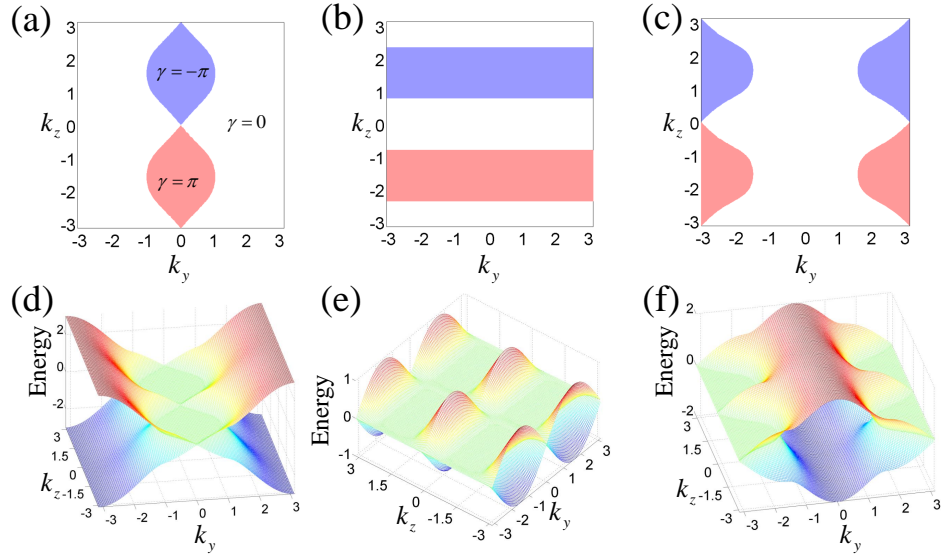 (a) (b) (c)
3 3 3
2 2 2
γ = −π
1 1 1
k_z 0 γ = 0 k_z 0 k_z 0
-1 -1 -1
γ = π
-2 -2 -2
-3 -3 -3
-3 -2 -1 0 1 2 3 -3 -2 -1 0 1 2 3 -3 -2 -1 0 1 2 3
k_y k_y k_y
(d) (e) (f)
Energy 2 0 -2
k_z 3 1.5 0 -1.5 -3
-3 -2 -1 0 1 2 3
k_y
Energy 1 0 -1
3 1.5 0 -1.5 -3
k_z
-3 -2 -1 0 1 2 3
k_y
Energy 2 0 -2
k_z 3 1.5 0 -1.5 -3
-3 -2 -1 0 1 2 3
k_y